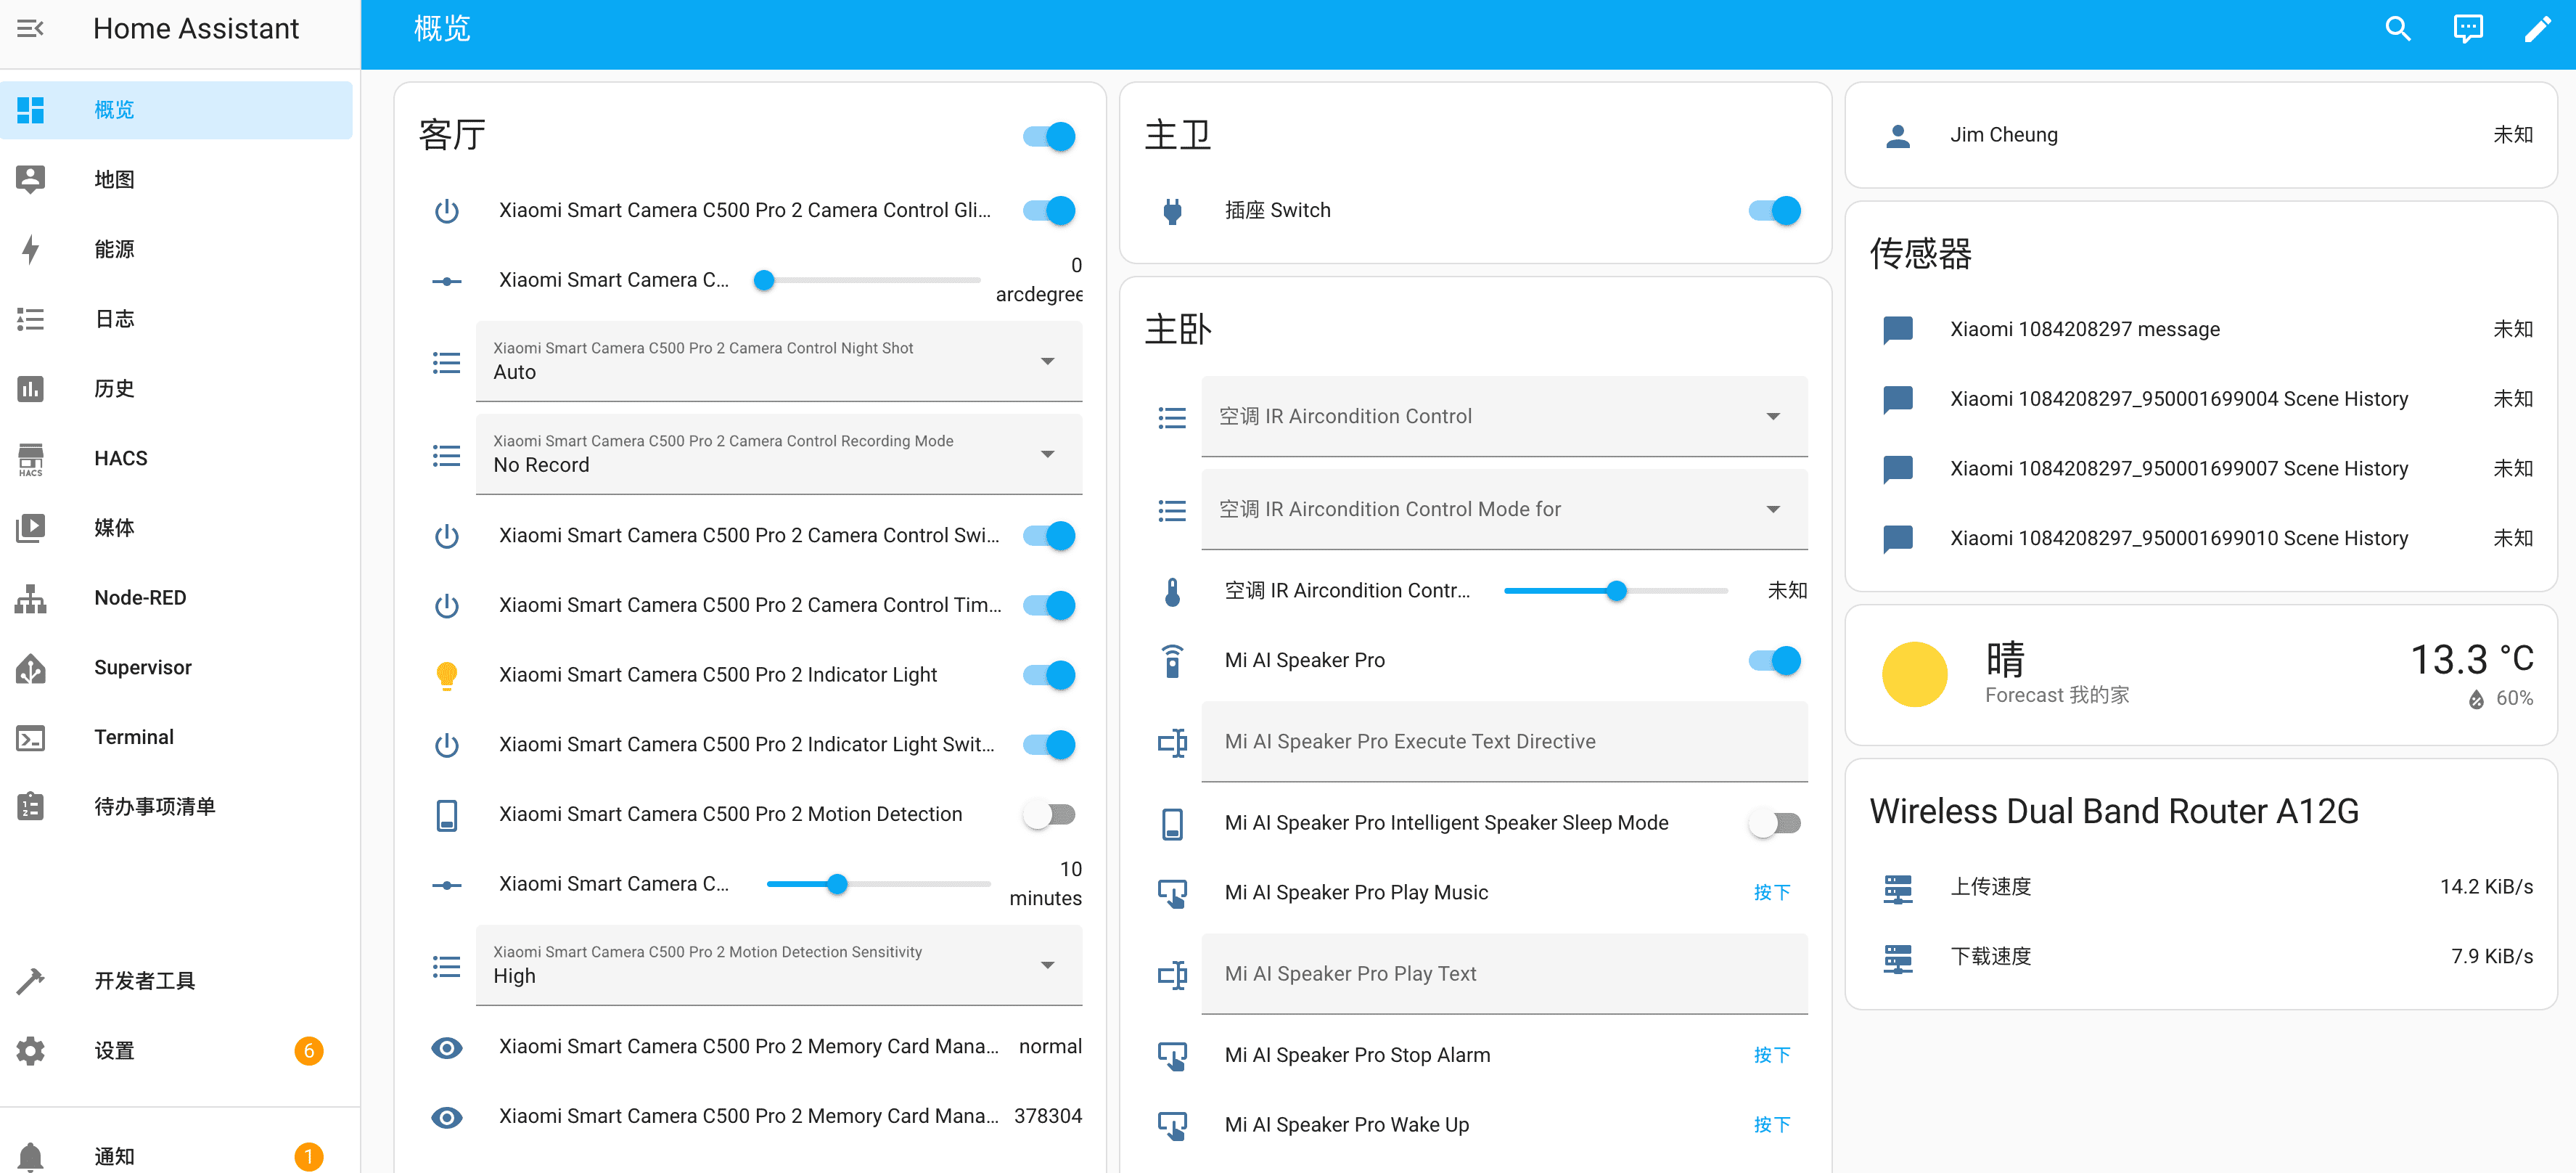 Home Assistant
概览
地图
能源
日志
历史
HACS
HACS
媒体
Node-RED
Supervisor
Terminal
待办事项清单
开发者工具
设置
6
通知
1
概览
客厅
Xiaomi Smart Camera C500 Pro 2 Camera Control Gli...
Xiaomi Smart Camera C...
0
arcdegree
Xiaomi Smart Camera C500 Pro 2 Camera Control Night Shot
Auto
Xiaomi Smart Camera C500 Pro 2 Camera Control Recording Mode
No Record
Xiaomi Smart Camera C500 Pro 2 Camera Control Swi...
Xiaomi Smart Camera C500 Pro 2 Camera Control Tim...
Xiaomi Smart Camera C500 Pro 2 Indicator Light
Xiaomi Smart Camera C500 Pro 2 Indicator Light Swit...
Xiaomi Smart Camera C500 Pro 2 Motion Detection
Xiaomi Smart Camera C...
10
minutes
Xiaomi Smart Camera C500 Pro 2 Motion Detection Sensitivity
High
Xiaomi Smart Camera C500 Pro 2 Memory Card Mana... normal
Xiaomi Smart Camera C500 Pro 2 Memory Card Mana... 378304
主卫
插座 Switch
主卧
空调 IR Aircondition Control
空调 IR Aircondition Control Mode for
空调 IR Aircondition Contr... 未知
Mi AI Speaker Pro
Mi AI Speaker Pro Execute Text Directive
Mi AI Speaker Pro Intelligent Speaker Sleep Mode
Mi AI Speaker Pro Play Music 按下
Mi AI Speaker Pro Play Text
Mi AI Speaker Pro Stop Alarm 按下
Mi AI Speaker Pro Wake Up 按下
Jim Cheung 未知
传感器
Xiaomi 1084208297 message 未知
Xiaomi 1084208297_950001699004 Scene History 未知
Xiaomi 1084208297_950001699007 Scene History 未知
Xiaomi 1084208297_950001699010 Scene History 未知
晴 13.3 °C
Forecast 我的家 60%
Wireless Dual Band Router A12G
上传速度 14.2 KiB/s
下载速度 7.9 KiB/s